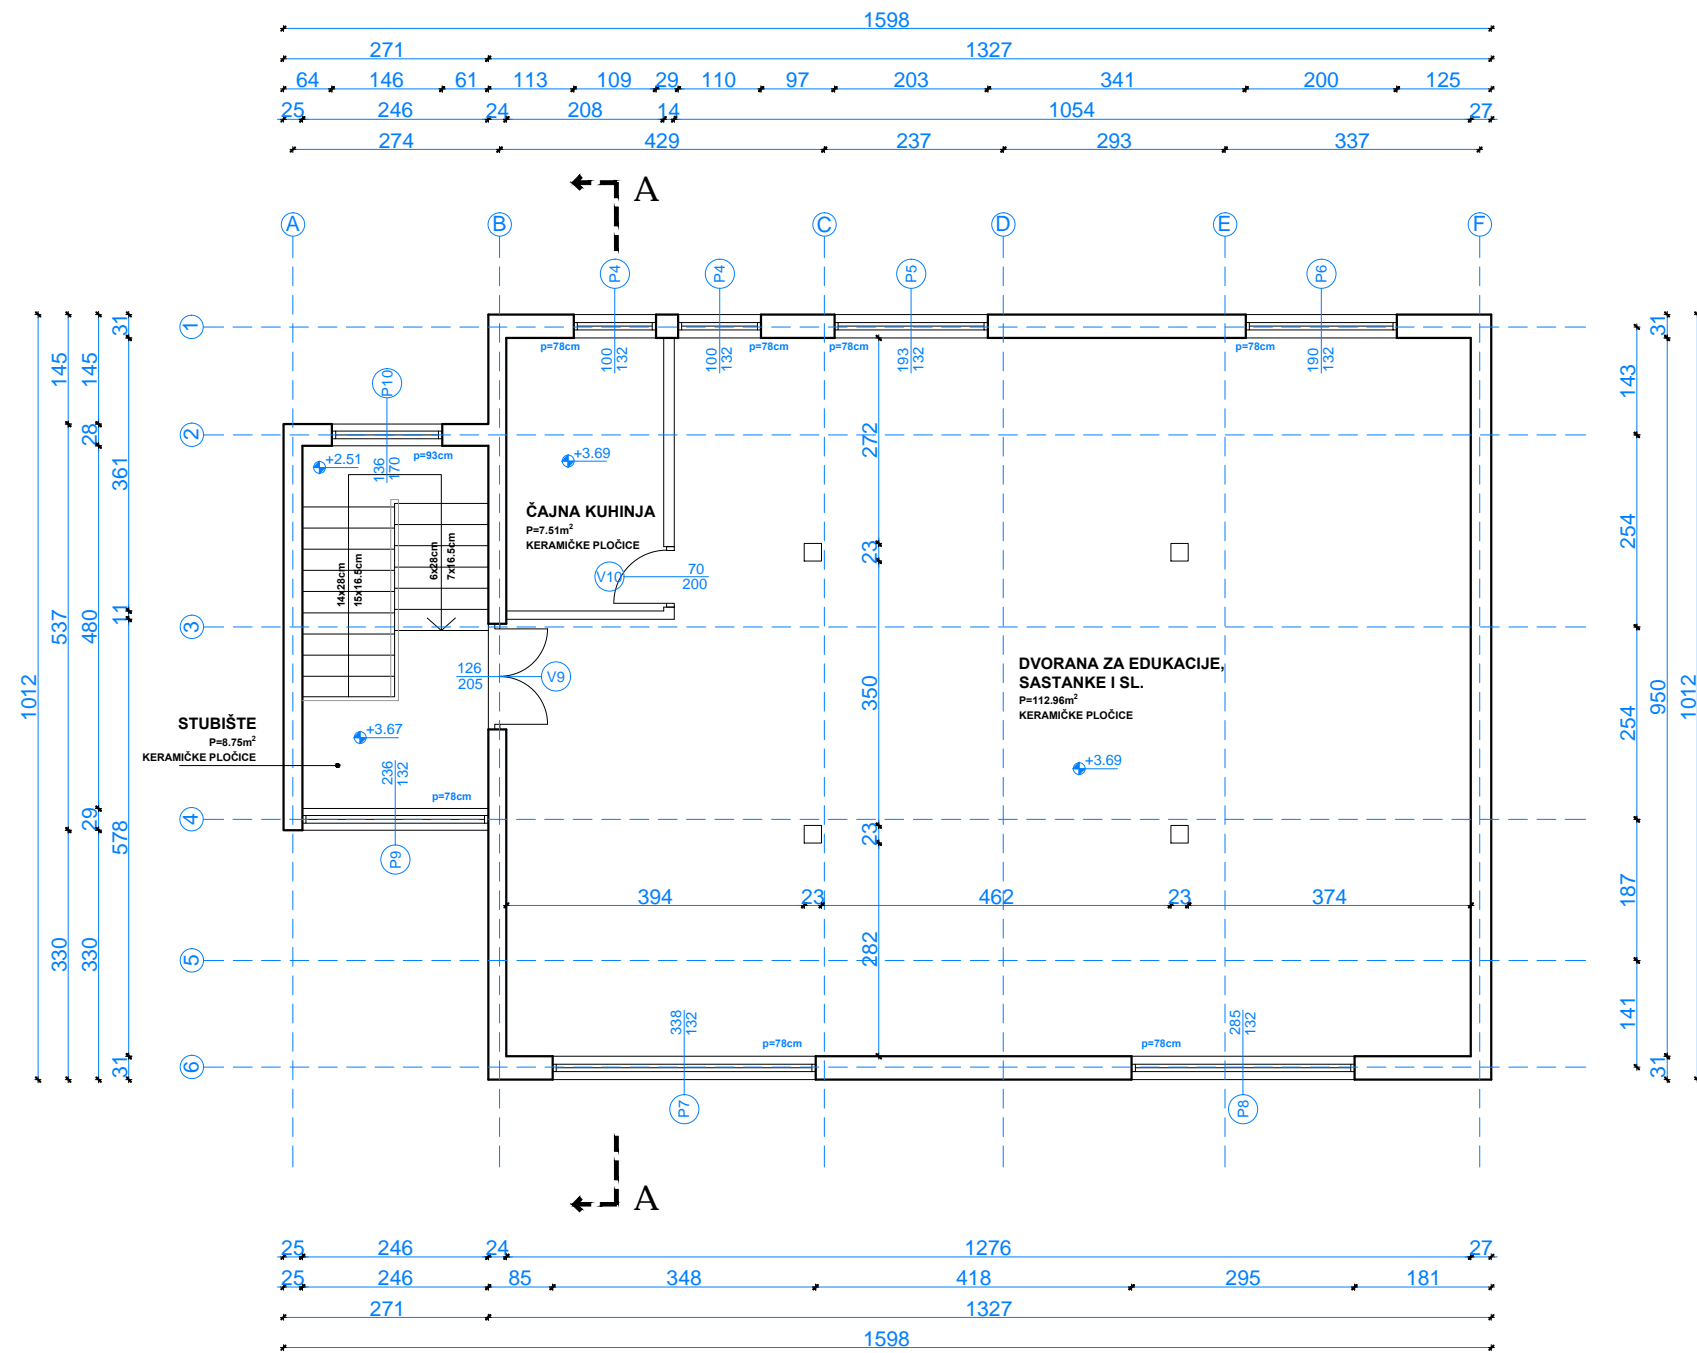 1598
271 1327
64 146 61 113 109 29 110 97 203 341 200 125
25 246 24 208 14 1054 27
274 429 237 293 337
A
A B C D E F
P4 P4 P5 P6
1
p=78cm p=78cm p=78cm p=78cm
100 132
100 132
193 132
190 132
31 145 145 31 143
P10
2
28 272
+2.51
136 170
p=93cm
+3.69
361
ČAJNA KUHINJA
P=7.51m²
KERAMIČKE PLOČICE
14x28cm
15x16.5cm
6x28cm
7x16.5cm
23 254
V10
70
200
11
3
537 480
126
205
V9
DVORANA ZA EDUKACIJE,
SASTANKE I SL.
P=112.96m²
KERAMIČKE PLOČICE
1012 350 254 950 1012
STUBIŠTE
P=8.75m²
KERAMIČKE PLOČICE
+3.67
+3.69
236 132
p=78cm
29
4
578 23
P9
394 23 462 23 374
187
330 330 282
5
338 132
285 132
141
p=78cm p=78cm
31
6
31
P7 P8
A
25 246 24 1276 27
25 246 85 348 418 295 181
271 1327
1598